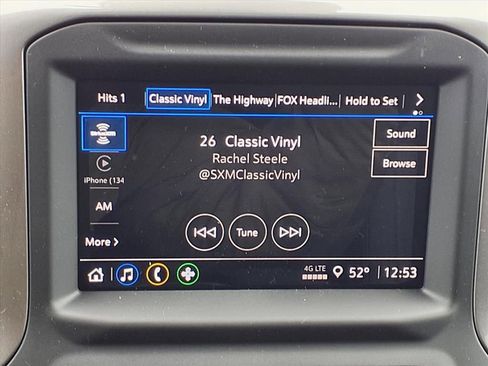 Hits 1 Classic Vinyl The Highway FOX Headli... Hold to Set
SiriusXM
26 Classic Vinyl
Sound
Rachel Steele
Browse
@SXMClassicVinyl
iPhone (134
AM
Tune
More
4G LTE 52° 12:53